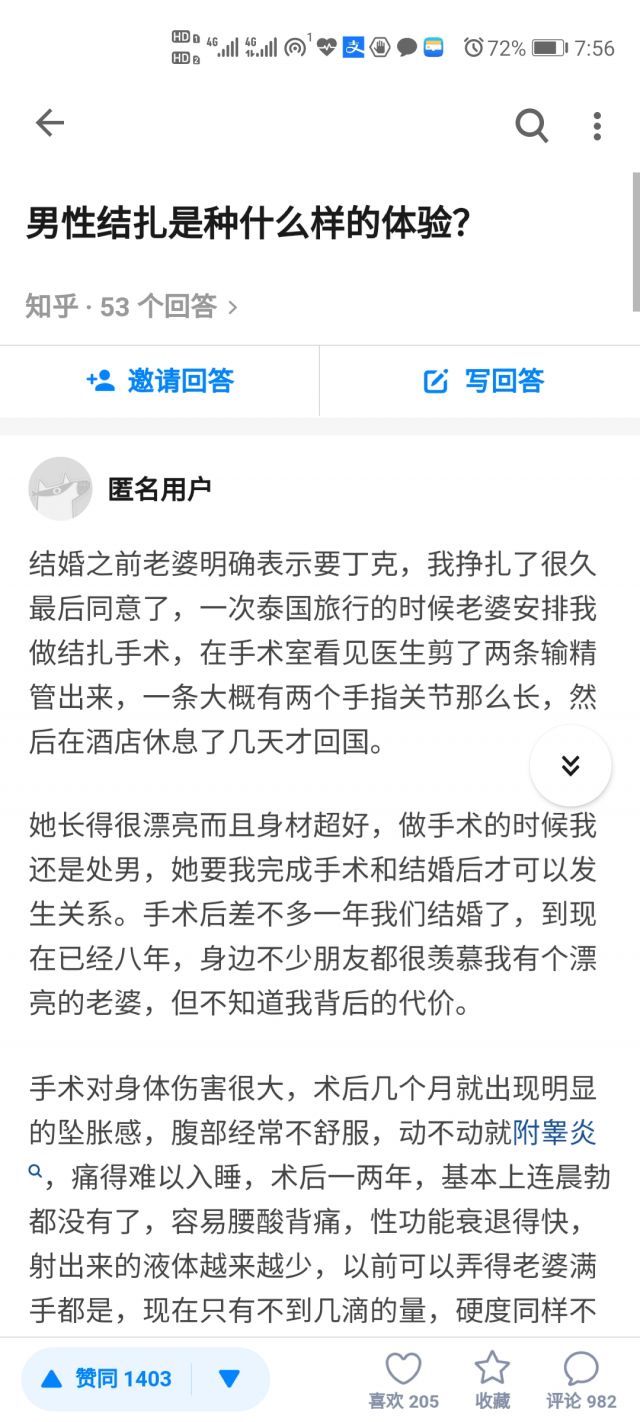 HD 1
HD 2
4G
4G
1
支
72%
7:56
男性结扎是种什么样的体验？
知乎 · 53 个回答
邀请回答
写回答
匿名用户
结婚之前老婆明确表示要丁克，我挣扎了很久
最后同意了，一次泰国旅行的时候老婆安排我
做结扎手术，在手术室看见医生剪了两条输精
管出来，一条大概有两个手指关节那么长，然
后在酒店休息了几天才回国。
她长得很漂亮而且身材超好，做手术的时候我
还是处男，她要我完成手术和结婚后才可以发
生关系。手术后差不多一年我们结婚了，到现
在已经八年，身边不少朋友都很羡慕我有个漂
亮的老婆，但不知道我背后的代价。
手术对身体伤害很大，术后几个月就出现明显
的坠胀感，腹部经常不舒服，动不动就附睾炎
，痛得难以入睡，术后一两年，基本上连晨勃
都没有了，容易腰酸背痛，性功能衰退得快，
射出来的液体越来越少，以前可以弄得老婆满
手都是，现在只有不到几滴的量，硬度同样不
赞同 1403
喜欢 205
收藏
评论 982